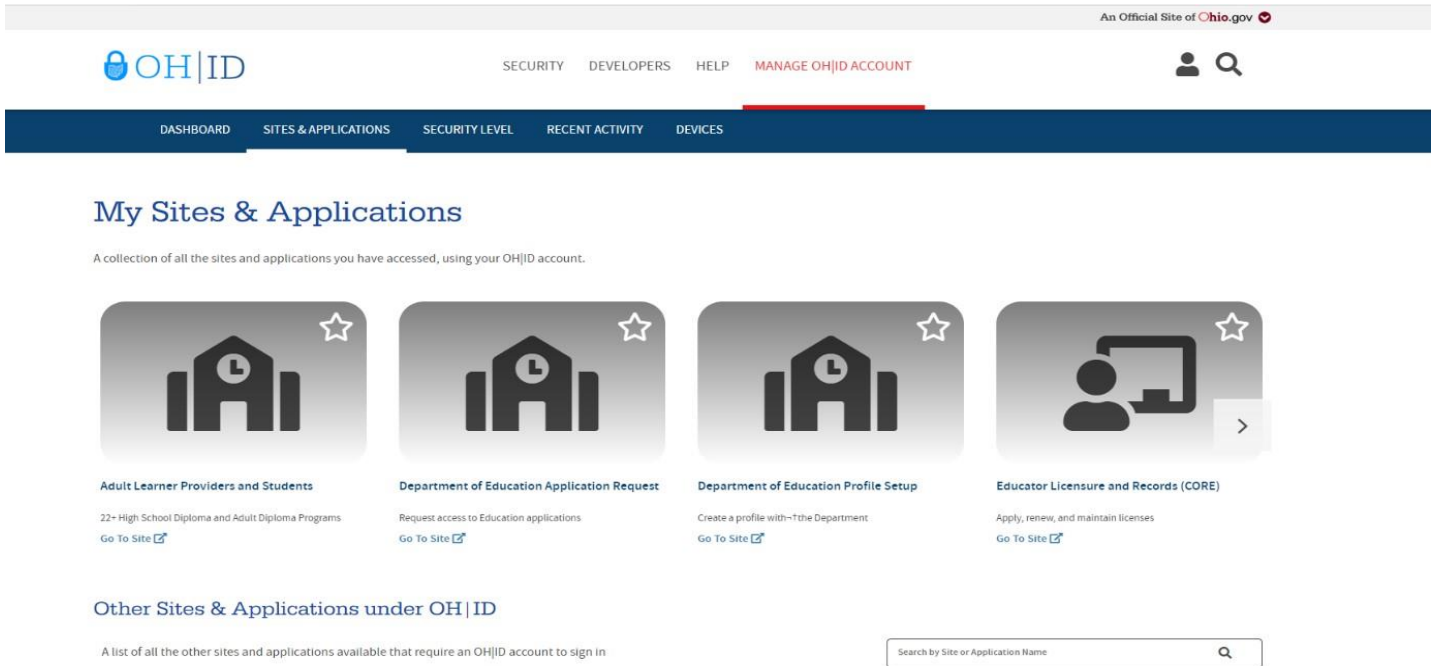 An Official Site of Ohio.gov
OH|ID
SECURITY DEVELOPERS HELP MANAGE OH|ID ACCOUNT
DASHBOARD SITES & APPLICATIONS SECURITY LEVEL RECENT ACTIVITY DEVICES
My Sites & Applications
A collection of all the sites and applications you have accessed, using your OH|ID account.
Adult Learner Providers and Students
22+ High School Diploma and Adult Diploma Programs
Go To Site
Department of Education Application Request
Request access to Education applications
Go To Site
Department of Education Profile Setup
Create a profile with¬†the Department
Go To Site
Educator Licensure and Records (CORE)
Apply, renew, and maintain licenses
Go To Site
Other Sites & Applications under OH|ID
A list of all the other sites and applications available that require an OH|ID account to sign in
Search by Site or Application Name